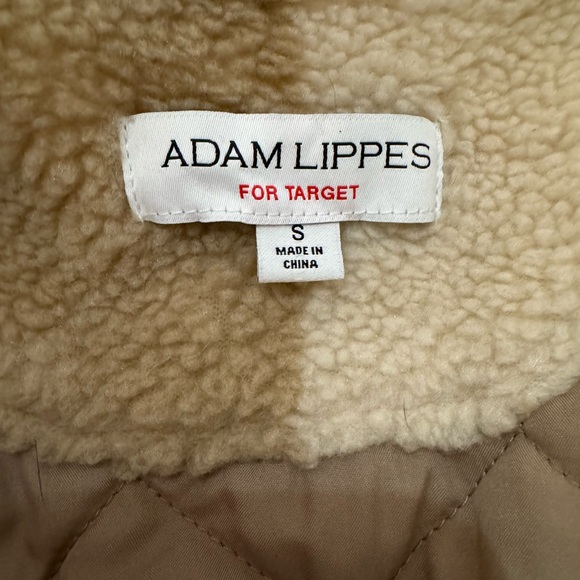 ADAM LIPPES
FOR TARGET
S
MADE IN
CHINA